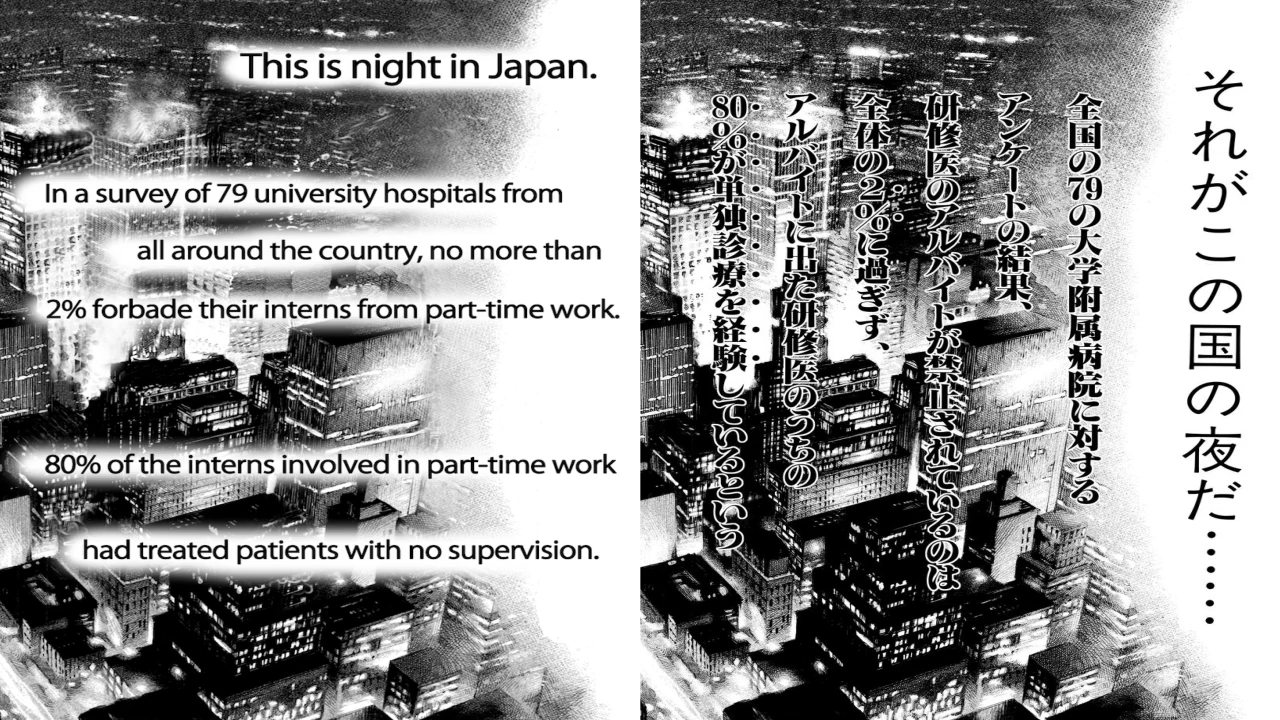 This is night in Japan.
In a survey of 79 university hospitals from
all around the country, no more than
2% forbade their interns from part-time work.
80% of the interns involved in part-time work
had treated patients with no supervision.
それがこの国の夜だ……
全国の79の大学附属病院に対する
アンケートの結果、
研修医のアルバイトが禁止されているのは
全体の2%に過ぎず、
アルバイトに出た研修医のうちの
80%が単独診療を経験しているという